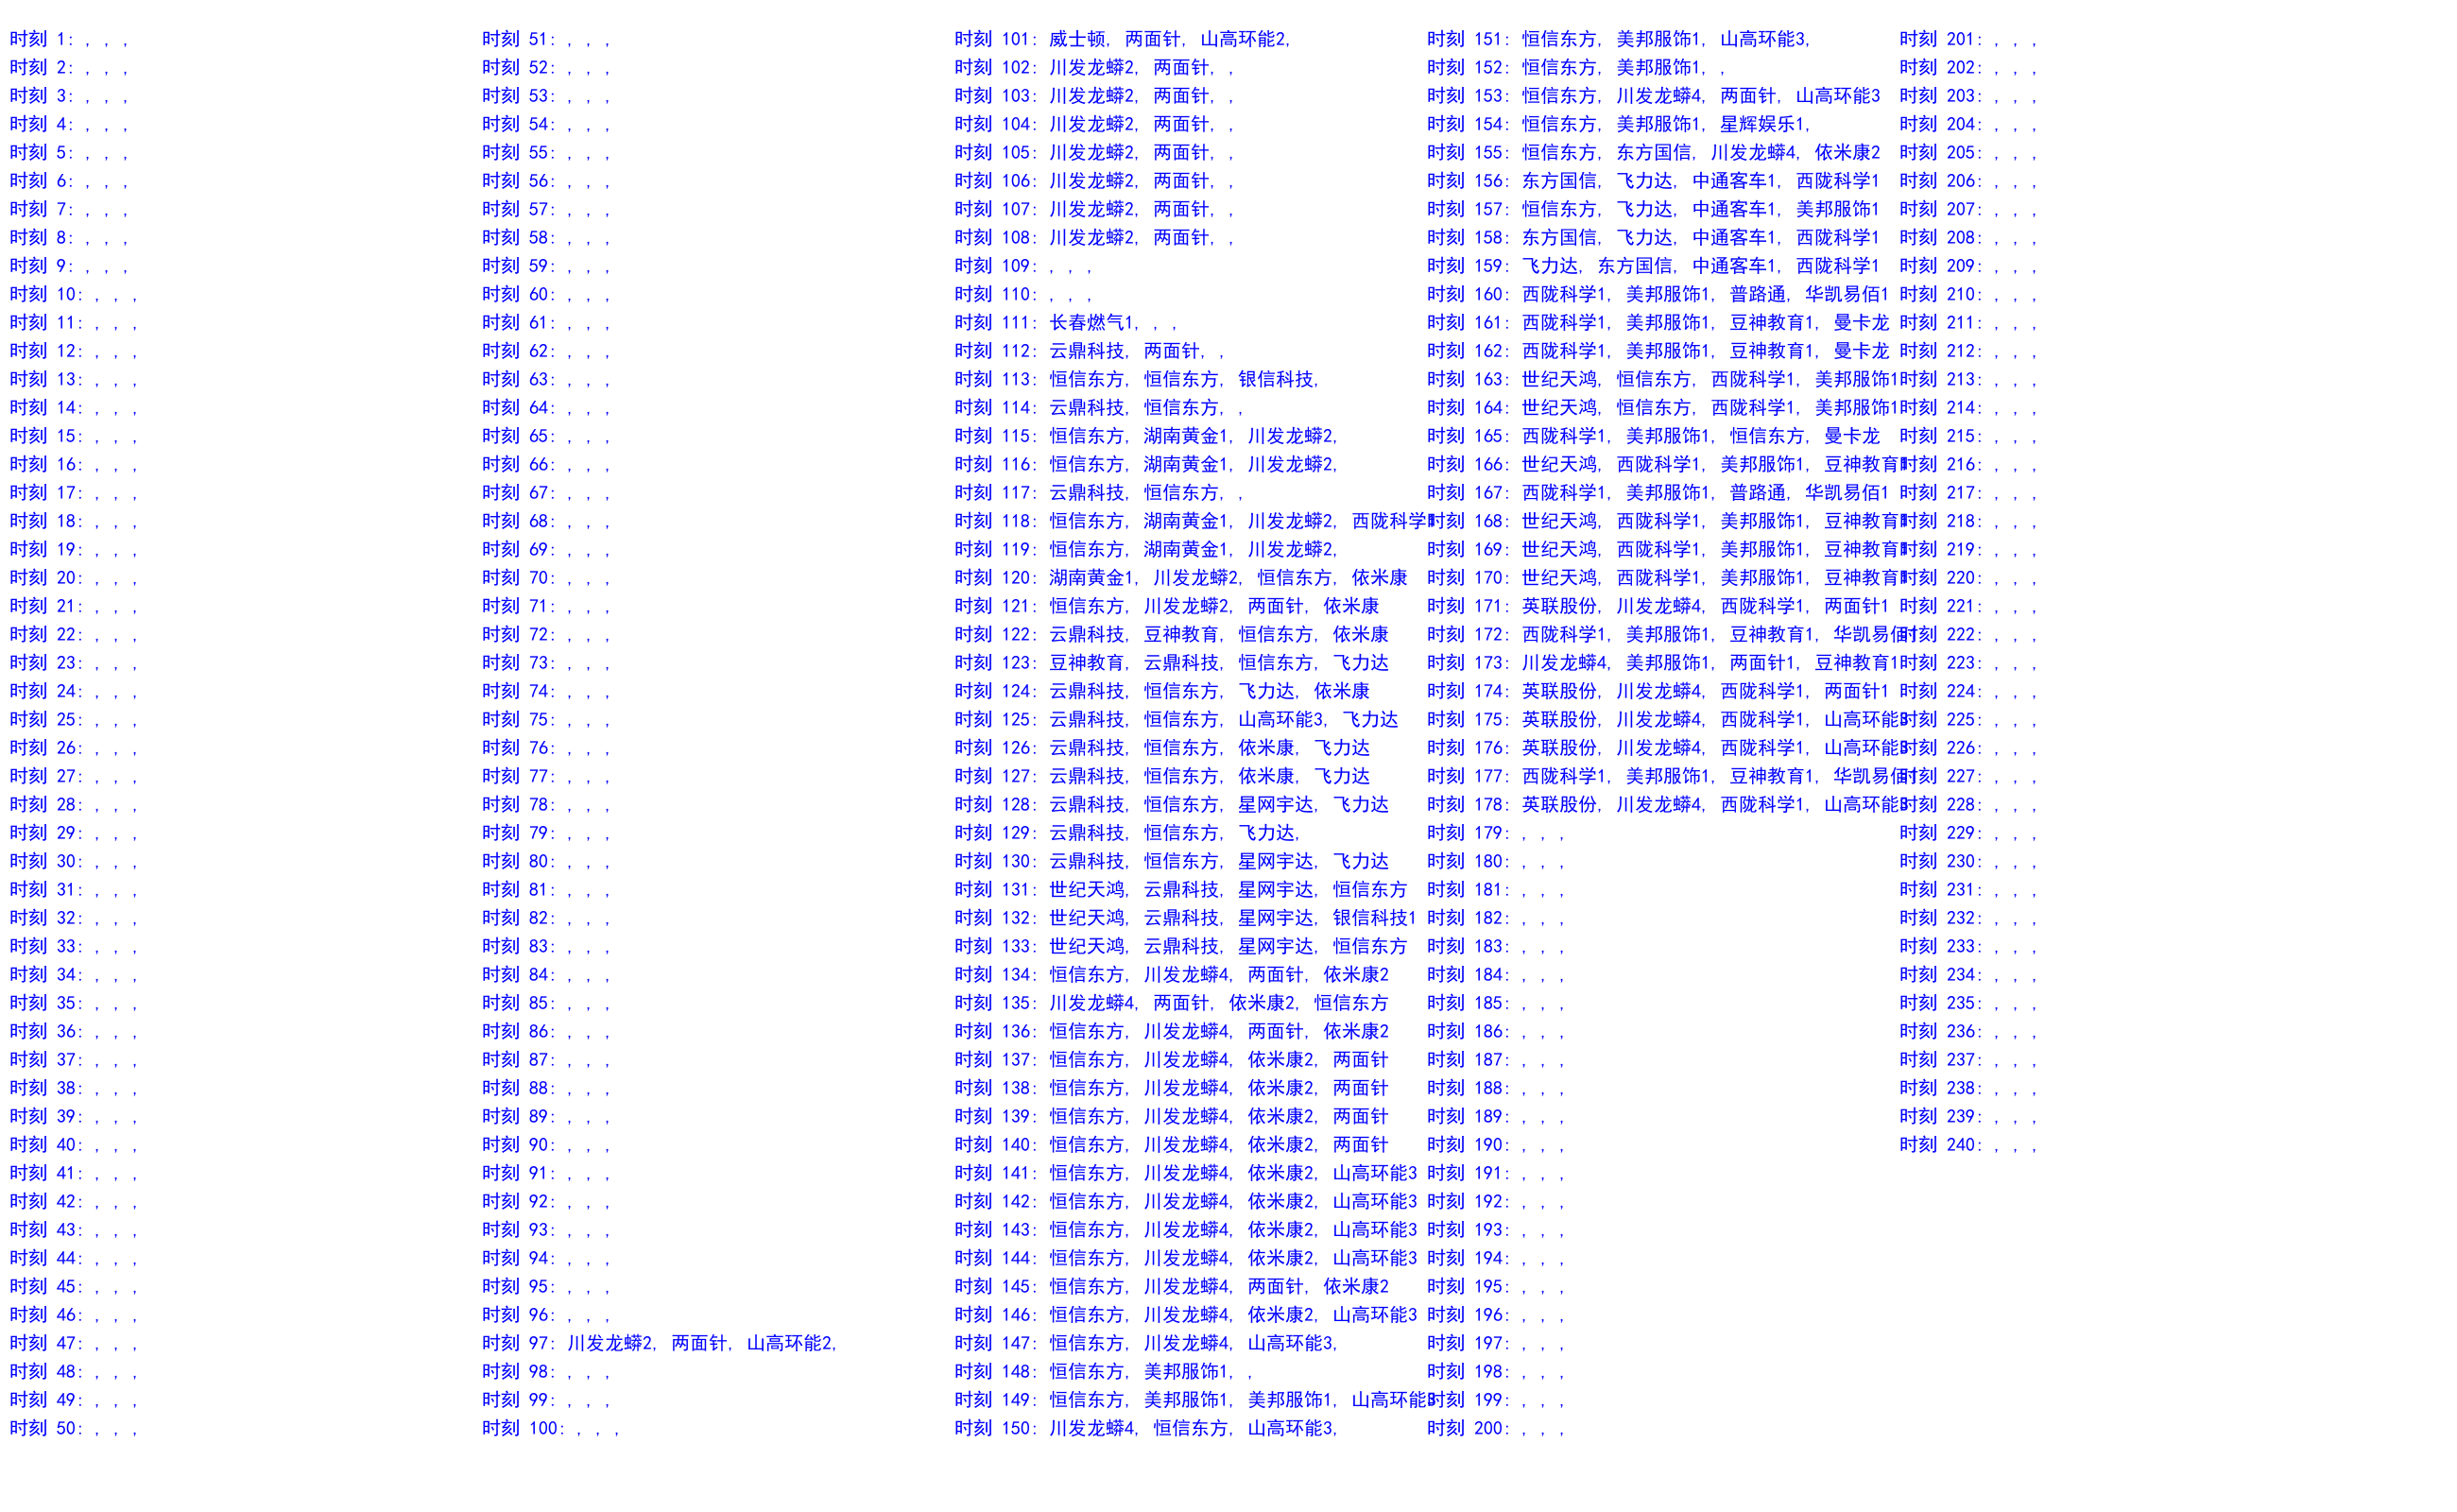 时刻 1: , , ,
时刻 2: , , ,
时刻 3: , , ,
时刻 4: , , ,
时刻 5: , , ,
时刻 6: , , ,
时刻 7: , , ,
时刻 8: , , ,
时刻 9: , , ,
时刻 10: , , ,
时刻 11: , , ,
时刻 12: , , ,
时刻 13: , , ,
时刻 14: , , ,
时刻 15: , , ,
时刻 16: , , ,
时刻 17: , , ,
时刻 18: , , ,
时刻 19: , , ,
时刻 20: , , ,
时刻 21: , , ,
时刻 22: , , ,
时刻 23: , , ,
时刻 24: , , ,
时刻 25: , , ,
时刻 26: , , ,
时刻 27: , , ,
时刻 28: , , ,
时刻 29: , , ,
时刻 30: , , ,
时刻 31: , , ,
时刻 32: , , ,
时刻 33: , , ,
时刻 34: , , ,
时刻 35: , , ,
时刻 36: , , ,
时刻 37: , , ,
时刻 38: , , ,
时刻 39: , , ,
时刻 40: , , ,
时刻 41: , , ,
时刻 42: , , ,
时刻 43: , , ,
时刻 44: , , ,
时刻 45: , , ,
时刻 46: , , ,
时刻 47: , , ,
时刻 48: , , ,
时刻 49: , , ,
时刻 50: , , ,
时刻 51: , , ,
时刻 52: , , ,
时刻 53: , , ,
时刻 54: , , ,
时刻 55: , , ,
时刻 56: , , ,
时刻 57: , , ,
时刻 58: , , ,
时刻 59: , , ,
时刻 60: , , ,
时刻 61: , , ,
时刻 62: , , ,
时刻 63: , , ,
时刻 64: , , ,
时刻 65: , , ,
时刻 66: , , ,
时刻 67: , , ,
时刻 68: , , ,
时刻 69: , , ,
时刻 70: , , ,
时刻 71: , , ,
时刻 72: , , ,
时刻 73: , , ,
时刻 74: , , ,
时刻 75: , , ,
时刻 76: , , ,
时刻 77: , , ,
时刻 78: , , ,
时刻 79: , , ,
时刻 80: , , ,
时刻 81: , , ,
时刻 82: , , ,
时刻 83: , , ,
时刻 84: , , ,
时刻 85: , , ,
时刻 86: , , ,
时刻 87: , , ,
时刻 88: , , ,
时刻 89: , , ,
时刻 90: , , ,
时刻 91: , , ,
时刻 92: , , ,
时刻 93: , , ,
时刻 94: , , ,
时刻 95: , , ,
时刻 96: , , ,
时刻 97: 川发龙蟒2, 两面针, 山高环能2,
时刻 98: , , ,
时刻 99: , , ,
时刻 100: , , ,
时刻 101: 威士顿, 两面针, 山高环能2,
时刻 102: 川发龙蟒2, 两面针, ,
时刻 103: 川发龙蟒2, 两面针, ,
时刻 104: 川发龙蟒2, 两面针, ,
时刻 105: 川发龙蟒2, 两面针, ,
时刻 106: 川发龙蟒2, 两面针, ,
时刻 107: 川发龙蟒2, 两面针, ,
时刻 108: 川发龙蟒2, 两面针, ,
时刻 109: , , ,
时刻 110: , , ,
时刻 111: 长春燃气1, , ,
时刻 112: 云鼎科技, 两面针, ,
时刻 113: 恒信东方, 恒信东方, 银信科技,
时刻 114: 云鼎科技, 恒信东方, ,
时刻 115: 恒信东方, 湖南黄金1, 川发龙蟒2,
时刻 116: 恒信东方, 湖南黄金1, 川发龙蟒2,
时刻 117: 云鼎科技, 恒信东方, ,
时刻 118: 恒信东方, 湖南黄金1, 川发龙蟒2, 西陇科学
时刻 119: 恒信东方, 湖南黄金1, 川发龙蟒2,
时刻 120: 湖南黄金1, 川发龙蟒2, 恒信东方, 依米康
时刻 121: 恒信东方, 川发龙蟒2, 两面针, 依米康
时刻 122: 云鼎科技, 豆神教育, 恒信东方, 依米康
时刻 123: 豆神教育, 云鼎科技, 恒信东方, 飞力达
时刻 124: 云鼎科技, 恒信东方, 飞力达, 依米康
时刻 125: 云鼎科技, 恒信东方, 山高环能3, 飞力达
时刻 126: 云鼎科技, 恒信东方, 依米康, 飞力达
时刻 127: 云鼎科技, 恒信东方, 依米康, 飞力达
时刻 128: 云鼎科技, 恒信东方, 星网宇达, 飞力达
时刻 129: 云鼎科技, 恒信东方, 飞力达,
时刻 130: 云鼎科技, 恒信东方, 星网宇达, 飞力达
时刻 131: 世纪天鸿, 云鼎科技, 星网宇达, 恒信东方
时刻 132: 世纪天鸿, 云鼎科技, 星网宇达, 银信科技1
时刻 133: 世纪天鸿, 云鼎科技, 星网宇达, 恒信东方
时刻 134: 恒信东方, 川发龙蟒4, 两面针, 依米康2
时刻 135: 川发龙蟒4, 两面针, 依米康2, 恒信东方
时刻 136: 恒信东方, 川发龙蟒4, 两面针, 依米康2
时刻 137: 恒信东方, 川发龙蟒4, 依米康2, 两面针
时刻 138: 恒信东方, 川发龙蟒4, 依米康2, 两面针
时刻 139: 恒信东方, 川发龙蟒4, 依米康2, 两面针
时刻 140: 恒信东方, 川发龙蟒4, 依米康2, 两面针
时刻 141: 恒信东方, 川发龙蟒4, 依米康2, 山高环能3
时刻 142: 恒信东方, 川发龙蟒4, 依米康2, 山高环能3
时刻 143: 恒信东方, 川发龙蟒4, 依米康2, 山高环能3
时刻 144: 恒信东方, 川发龙蟒4, 依米康2, 山高环能3
时刻 145: 恒信东方, 川发龙蟒4, 两面针, 依米康2
时刻 146: 恒信东方, 川发龙蟒4, 依米康2, 山高环能3
时刻 147: 恒信东方, 川发龙蟒4, 山高环能3,
时刻 148: 恒信东方, 美邦服饰1, ,
时刻 149: 恒信东方, 美邦服饰1, 美邦服饰1, 山高环能
时刻 150: 川发龙蟒4, 恒信东方, 山高环能3,
时刻 151: 恒信东方, 美邦服饰1, 山高环能3,
时刻 152: 恒信东方, 美邦服饰1, ,
时刻 153: 恒信东方, 川发龙蟒4, 两面针, 山高环能3
时刻 154: 恒信东方, 美邦服饰1, 星辉娱乐1,
时刻 155: 恒信东方, 东方国信, 川发龙蟒4, 依米康2
时刻 156: 东方国信, 飞力达, 中通客车1, 西陇科学1
时刻 157: 恒信东方, 飞力达, 中通客车1, 美邦服饰1
时刻 158: 东方国信, 飞力达, 中通客车1, 西陇科学1
时刻 159: 飞力达, 东方国信, 中通客车1, 西陇科学1
时刻 160: 西陇科学1, 美邦服饰1, 普路通, 华凯易佰1
时刻 161: 西陇科学1, 美邦服饰1, 豆神教育1, 曼卡龙
时刻 162: 西陇科学1, 美邦服饰1, 豆神教育1, 曼卡龙
时刻 163: 世纪天鸿, 恒信东方, 西陇科学1, 美邦服饰1
时刻 164: 世纪天鸿, 恒信东方, 西陇科学1, 美邦服饰1
时刻 165: 西陇科学1, 美邦服饰1, 恒信东方, 曼卡龙
时刻 166: 世纪天鸿, 西陇科学1, 美邦服饰1, 豆神教育
时刻 167: 西陇科学1, 美邦服饰1, 普路通, 华凯易佰1
时刻 168: 世纪天鸿, 西陇科学1, 美邦服饰1, 豆神教育
时刻 169: 世纪天鸿, 西陇科学1, 美邦服饰1, 豆神教育
时刻 170: 世纪天鸿, 西陇科学1, 美邦服饰1, 豆神教育
时刻 171: 英联股份, 川发龙蟒4, 西陇科学1, 两面针1
时刻 172: 西陇科学1, 美邦服饰1, 豆神教育1, 华凯易佰1
时刻 173: 川发龙蟒4, 美邦服饰1, 两面针1, 豆神教育1
时刻 174: 英联股份, 川发龙蟒4, 西陇科学1, 两面针1
时刻 175: 英联股份, 川发龙蟒4, 西陇科学1, 山高环能
时刻 176: 英联股份, 川发龙蟒4, 西陇科学1, 山高环能
时刻 177: 西陇科学1, 美邦服饰1, 豆神教育1, 华凯易佰1
时刻 178: 英联股份, 川发龙蟒4, 西陇科学1, 山高环能
时刻 179: , , ,
时刻 180: , , ,
时刻 181: , , ,
时刻 182: , , ,
时刻 183: , , ,
时刻 184: , , ,
时刻 185: , , ,
时刻 186: , , ,
时刻 187: , , ,
时刻 188: , , ,
时刻 189: , , ,
时刻 190: , , ,
时刻 191: , , ,
时刻 192: , , ,
时刻 193: , , ,
时刻 194: , , ,
时刻 195: , , ,
时刻 196: , , ,
时刻 197: , , ,
时刻 198: , , ,
时刻 199: , , ,
时刻 200: , , ,
时刻 201: , , ,
时刻 202: , , ,
时刻 203: , , ,
时刻 204: , , ,
时刻 205: , , ,
时刻 206: , , ,
时刻 207: , , ,
时刻 208: , , ,
时刻 209: , , ,
时刻 210: , , ,
时刻 211: , , ,
时刻 212: , , ,
时刻 213: , , ,
时刻 214: , , ,
时刻 215: , , ,
时刻 216: , , ,
时刻 217: , , ,
时刻 218: , , ,
时刻 219: , , ,
时刻 220: , , ,
时刻 221: , , ,
时刻 222: , , ,
时刻 223: , , ,
时刻 224: , , ,
时刻 225: , , ,
时刻 226: , , ,
时刻 227: , , ,
时刻 228: , , ,
时刻 229: , , ,
时刻 230: , , ,
时刻 231: , , ,
时刻 232: , , ,
时刻 233: , , ,
时刻 234: , , ,
时刻 235: , , ,
时刻 236: , , ,
时刻 237: , , ,
时刻 238: , , ,
时刻 239: , , ,
时刻 240: , , ,